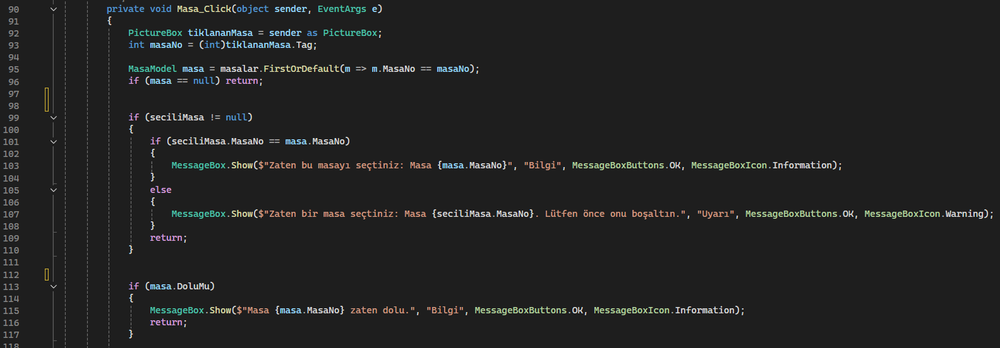 90 private void Masa_Click(object sender, EventArgs e)
91 {
92 PictureBox tiklananMasa = sender as PictureBox;
93 int masaNo = (int)tiklananMasa.Tag;
94
95 MasaModel masa = masalar.FirstOrDefault(m => m.MasaNo == masaNo);
96 if (masa == null) return;
97
98
99 if (seciliMasa != null)
100 {
101 if (seciliMasa.MasaNo == masa.MasaNo)
102 {
103 MessageBox.Show($"Zaten bu masayı seçtiniz: Masa {masa.MasaNo}", "Bilgi", MessageBoxButtons.OK, MessageBoxIcon.Information);
104 }
105 else
106 {
107 MessageBox.Show($"Zaten bir masa seçtiniz: Masa {seciliMasa.MasaNo}. Lütfen önce onu boşaltın.", "Uyarı", MessageBoxButtons.OK, MessageBoxIcon.Warning);
108 }
109 return;
110 }
111
112
113 if (masa.DoluMu)
114 {
115 MessageBox.Show($"Masa {masa.MasaNo} zaten dolu.", "Bilgi", MessageBoxButtons.OK, MessageBoxIcon.Information);
116 return;
117 }
118